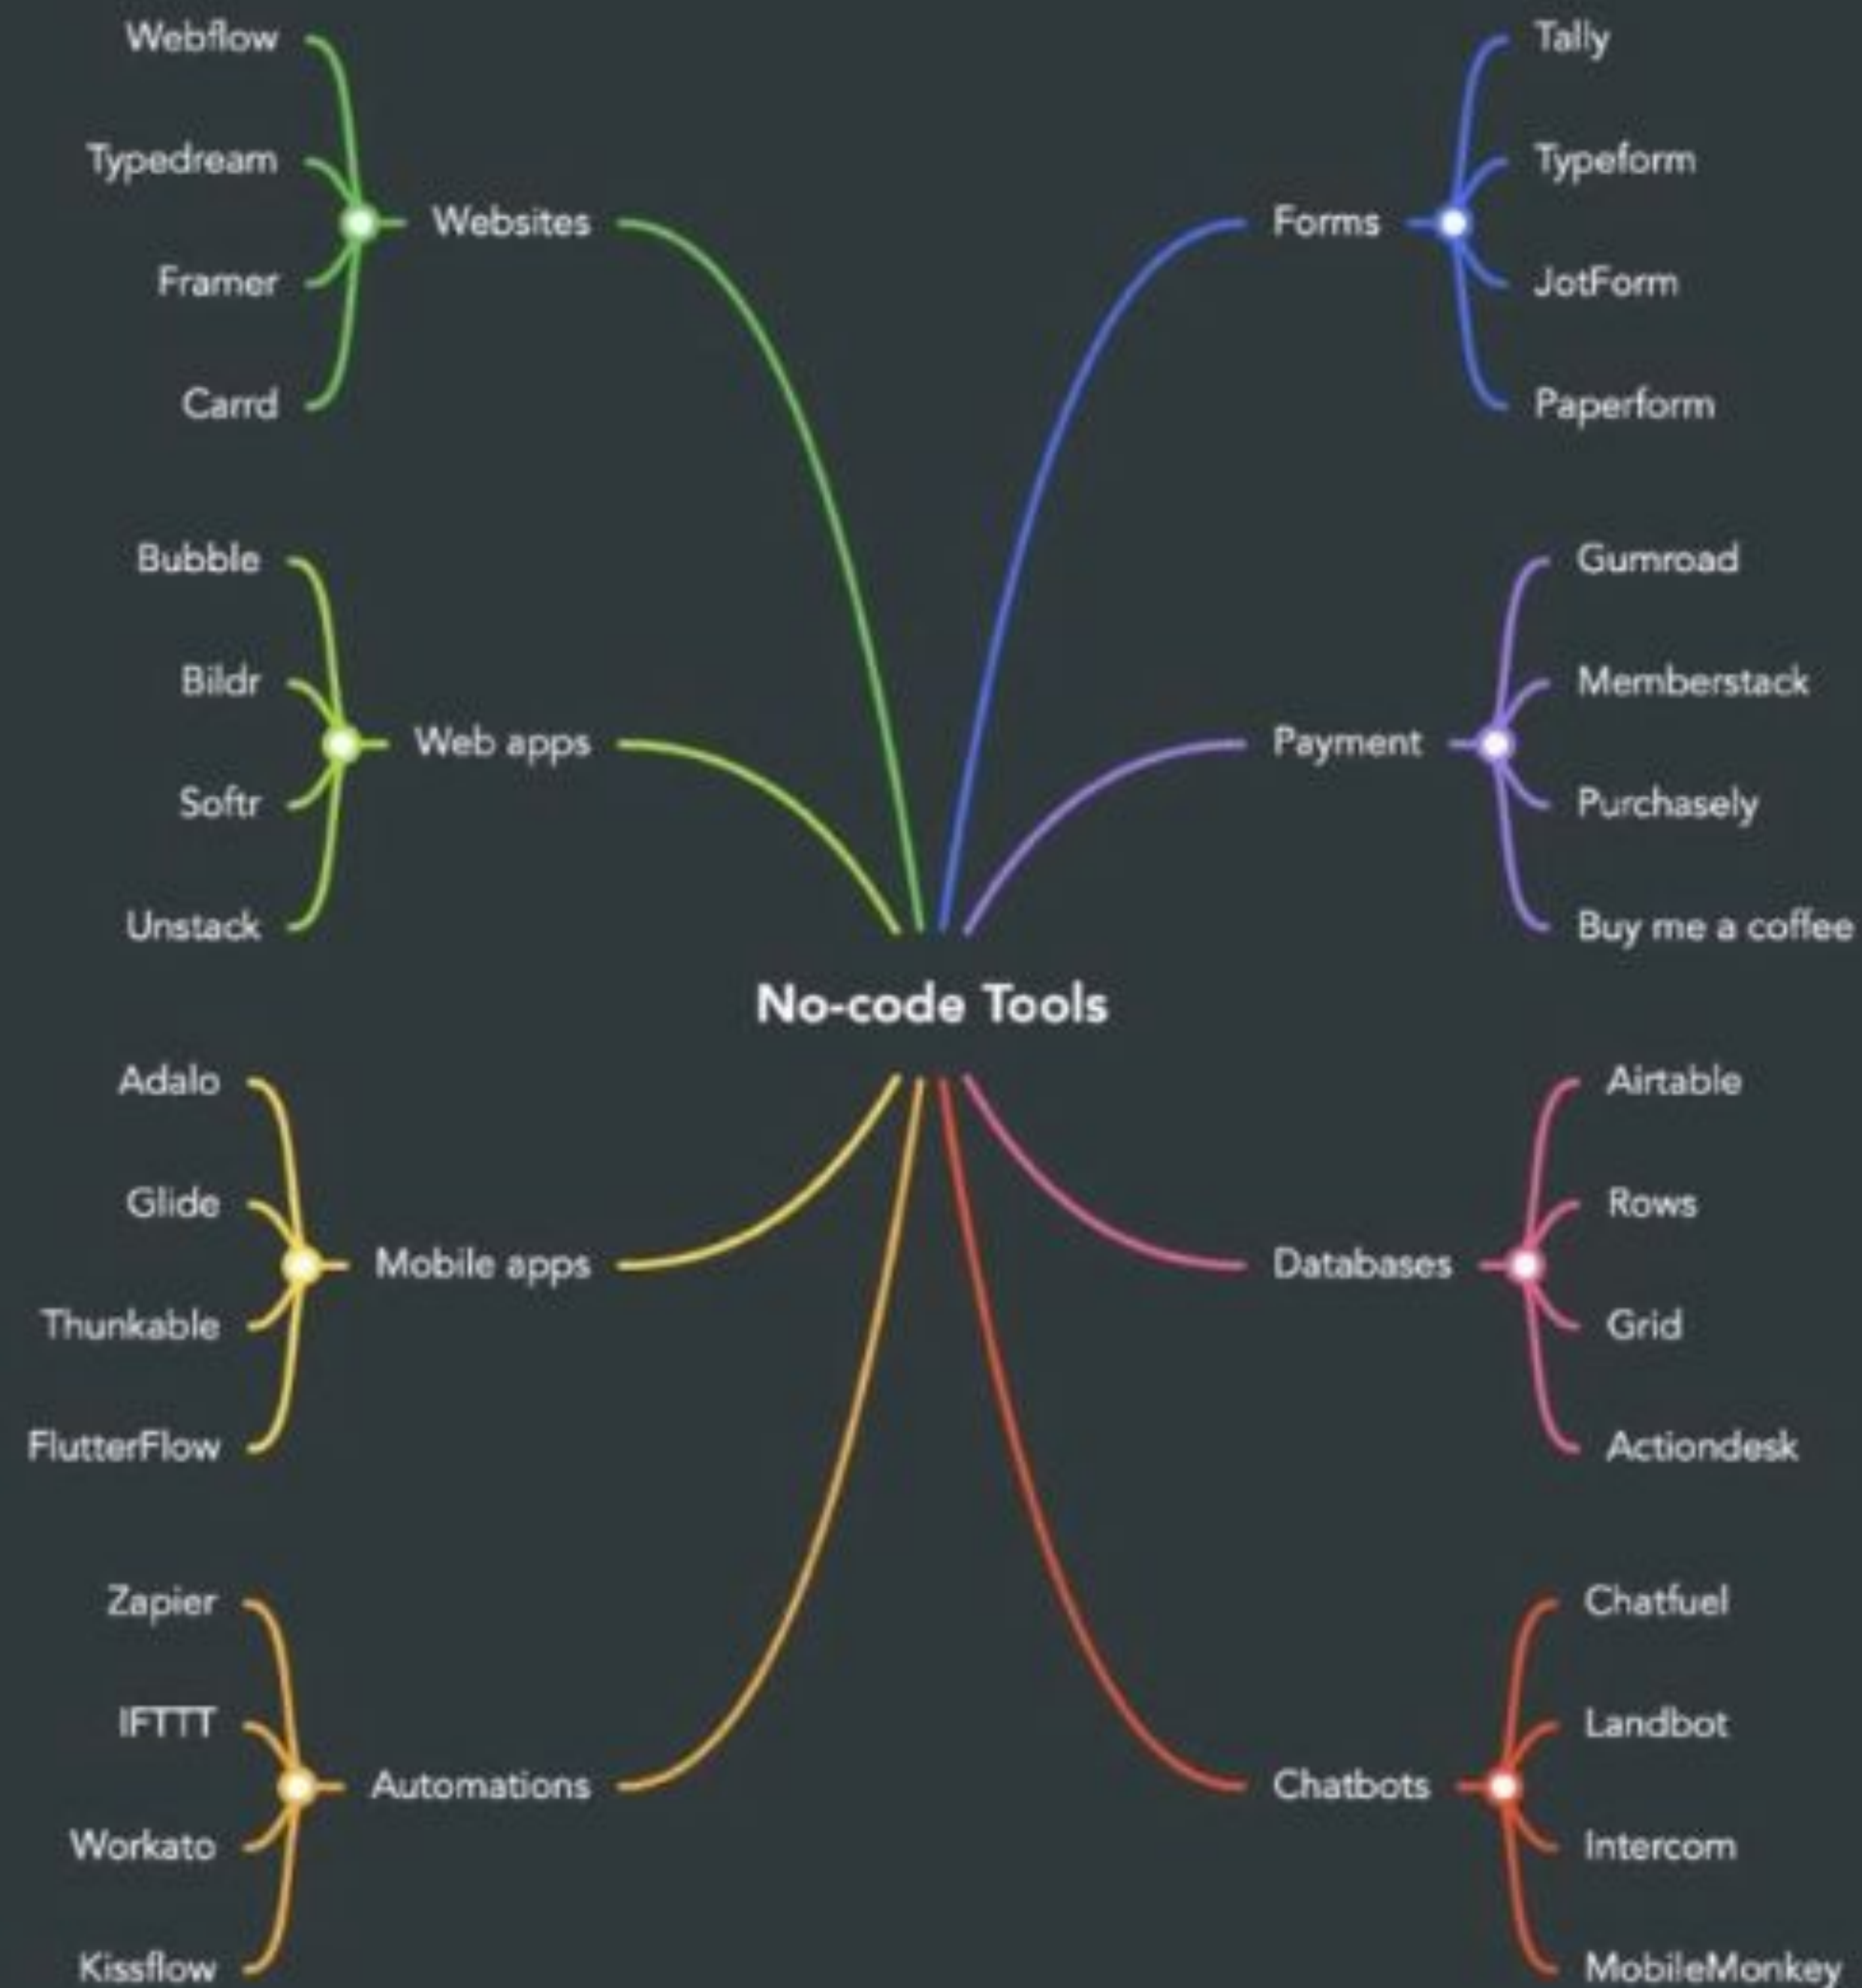 Webflow
Typedream
Websites
Framer
Carrd
Bubble
Bildr
Web apps
Softr
Unstack
Tally
Typeform
Forms
JotForm
Paperform
Gumroad
Memberstack
Payment
Purchasely
Buy me a coffee
No-code Tools
Adalo
Glide
Mobile apps
Thunkable
FlutterFlow
Zapier
IFTTT
Automations
Workato
Kissflow
Airtable
Rows
Databases
Grid
Actiondesk
Chatfuel
Landbot
Chatbots
Intercom
MobileMonkey